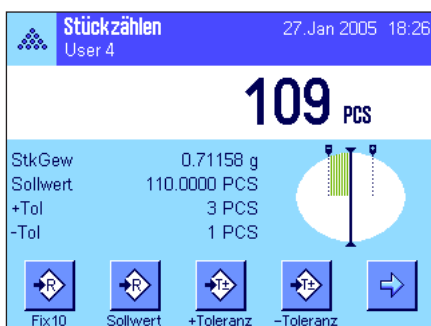 Stückzählen 27.Jan 2005 18:26
User 4
109 PCS
StkGew 0.71158 g
Sollwert 110.0000 PCS
+Tol 3 PCS
-Tol 1 PCS
R R T± T±
Fix10 Sollwert +Toleranz -Toleranz